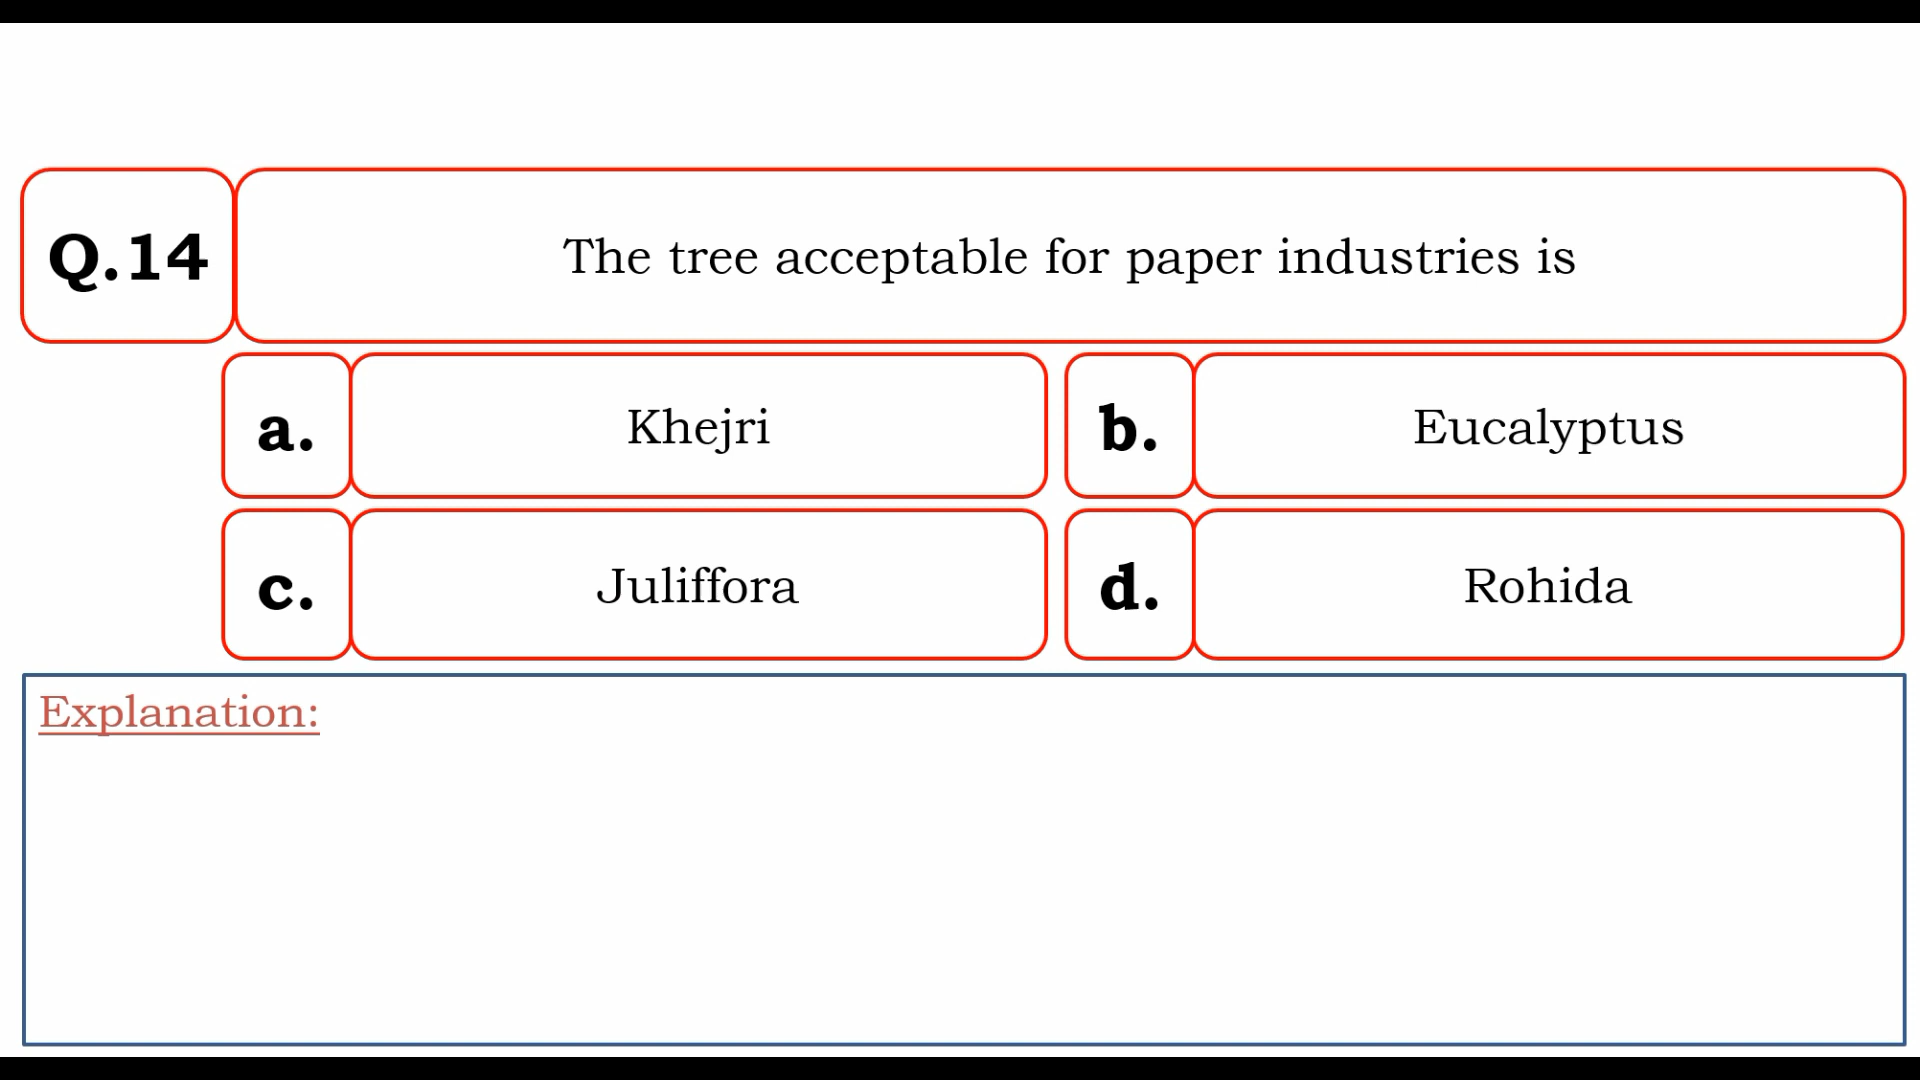 Q.14 The tree acceptable for paper industries is
a. Khejri b. Eucalyptus
c. Juliffora d. Rohida
Explanation: